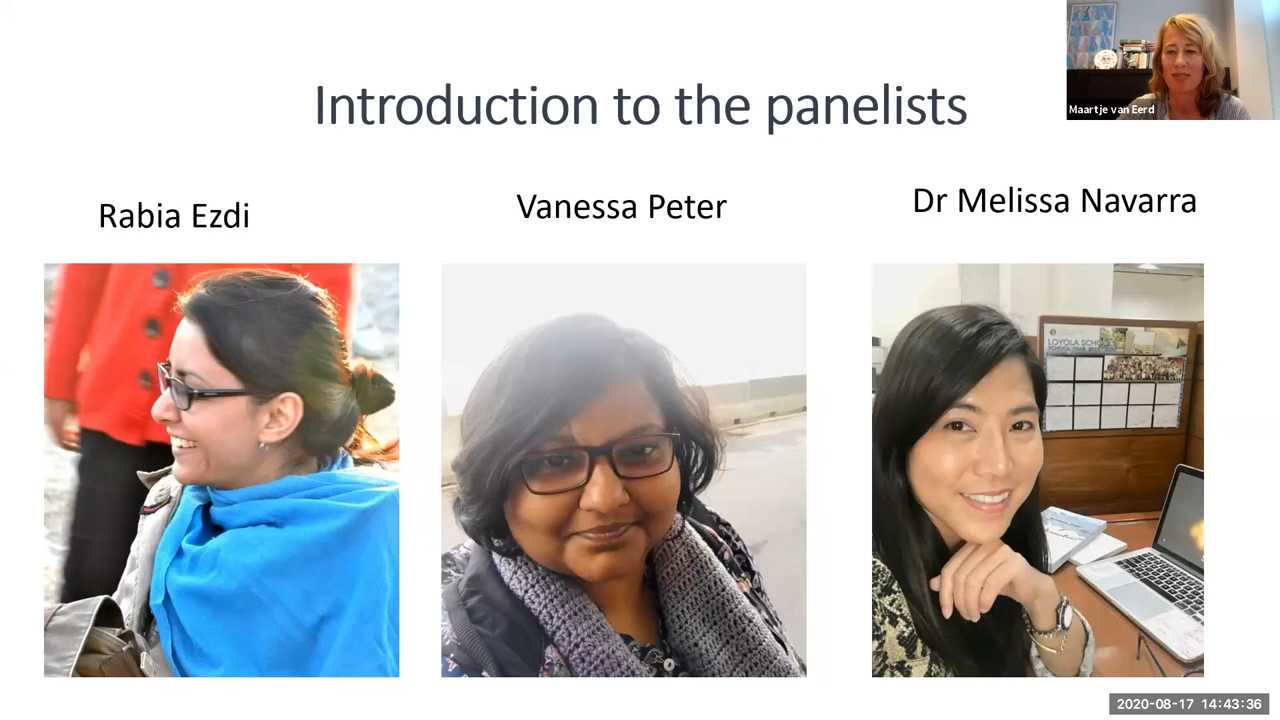 Introduction to the panelists
Maartje van Eerd
Rabia Ezdi
Vanessa Peter
Dr Melissa Navarra
LOYOLA SCHO
2020-08-17 14:43:36